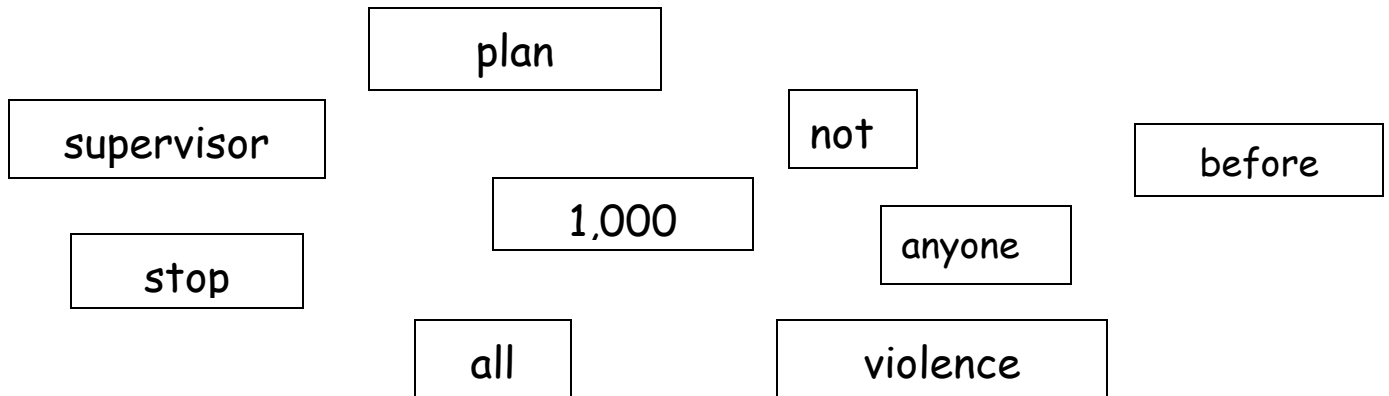 plan
supervisor
not
before
1,000
anyone
stop
all
violence